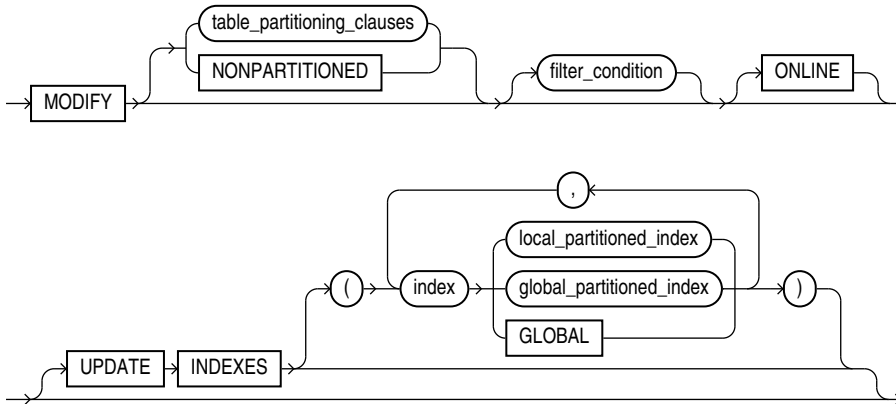 table_partitioning_clauses
NONPARTITIONED
filter_condition
ONLINE
MODIFY
,
local_partitioned_index
( index global_partitioned_index )
GLOBAL
UPDATE INDEXES